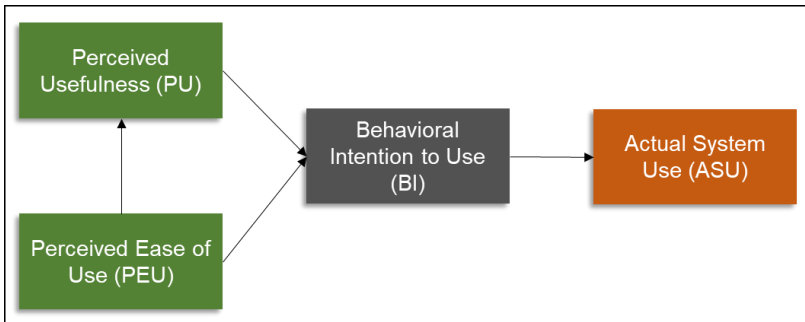 Perceived
Usefulness (PU)
Behavioral
Intention to Use
(BI)
Actual System
Use (ASU)
Perceived Ease of
Use (PEU)